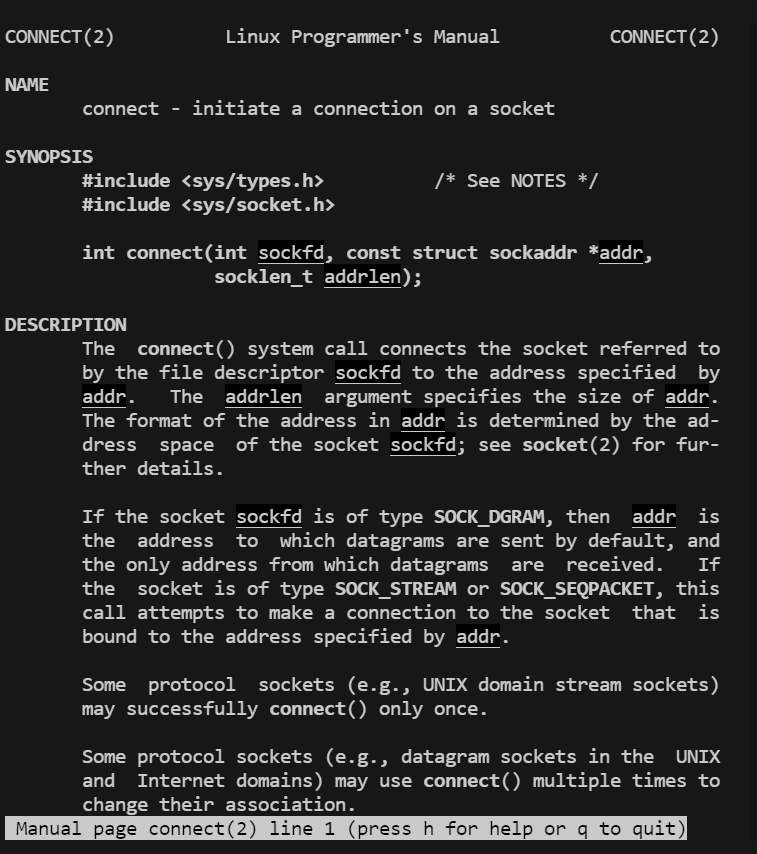 CONNECT(2)          Linux Programmer's Manual          CONNECT(2)
NAME
       connect - initiate a connection on a socket
SYNOPSIS
       #include <sys/types.h>          /* See NOTES */
       #include <sys/socket.h>
       int connect(int sockfd, const struct sockaddr *addr,
                   socklen_t addrlen);
DESCRIPTION
       The  connect() system call connects the socket referred to
       by the file descriptor sockfd to the address specified  by
       addr.   The  addrlen  argument specifies the size of addr.
       The format of the address in addr is determined by the ad-
       dress  space  of the socket sockfd; see socket(2) for fur-
       ther details.
       If the socket sockfd is of type SOCK_DGRAM, then  addr  is
       the  address  to  which datagrams are sent by default, and
       the only address from which datagrams  are  received.   If
       the  socket is of type SOCK_STREAM or SOCK_SEQPACKET, this
       call attempts to make a connection to the socket  that  is
       bound to the address specified by addr.
       Some  protocol  sockets (e.g., UNIX domain stream sockets)
       may successfully connect() only once.
       Some protocol sockets (e.g., datagram sockets in the  UNIX
       and  Internet domains) may use connect() multiple times to
       change their association.
 Manual page connect(2) line 1 (press h for help or q to quit)